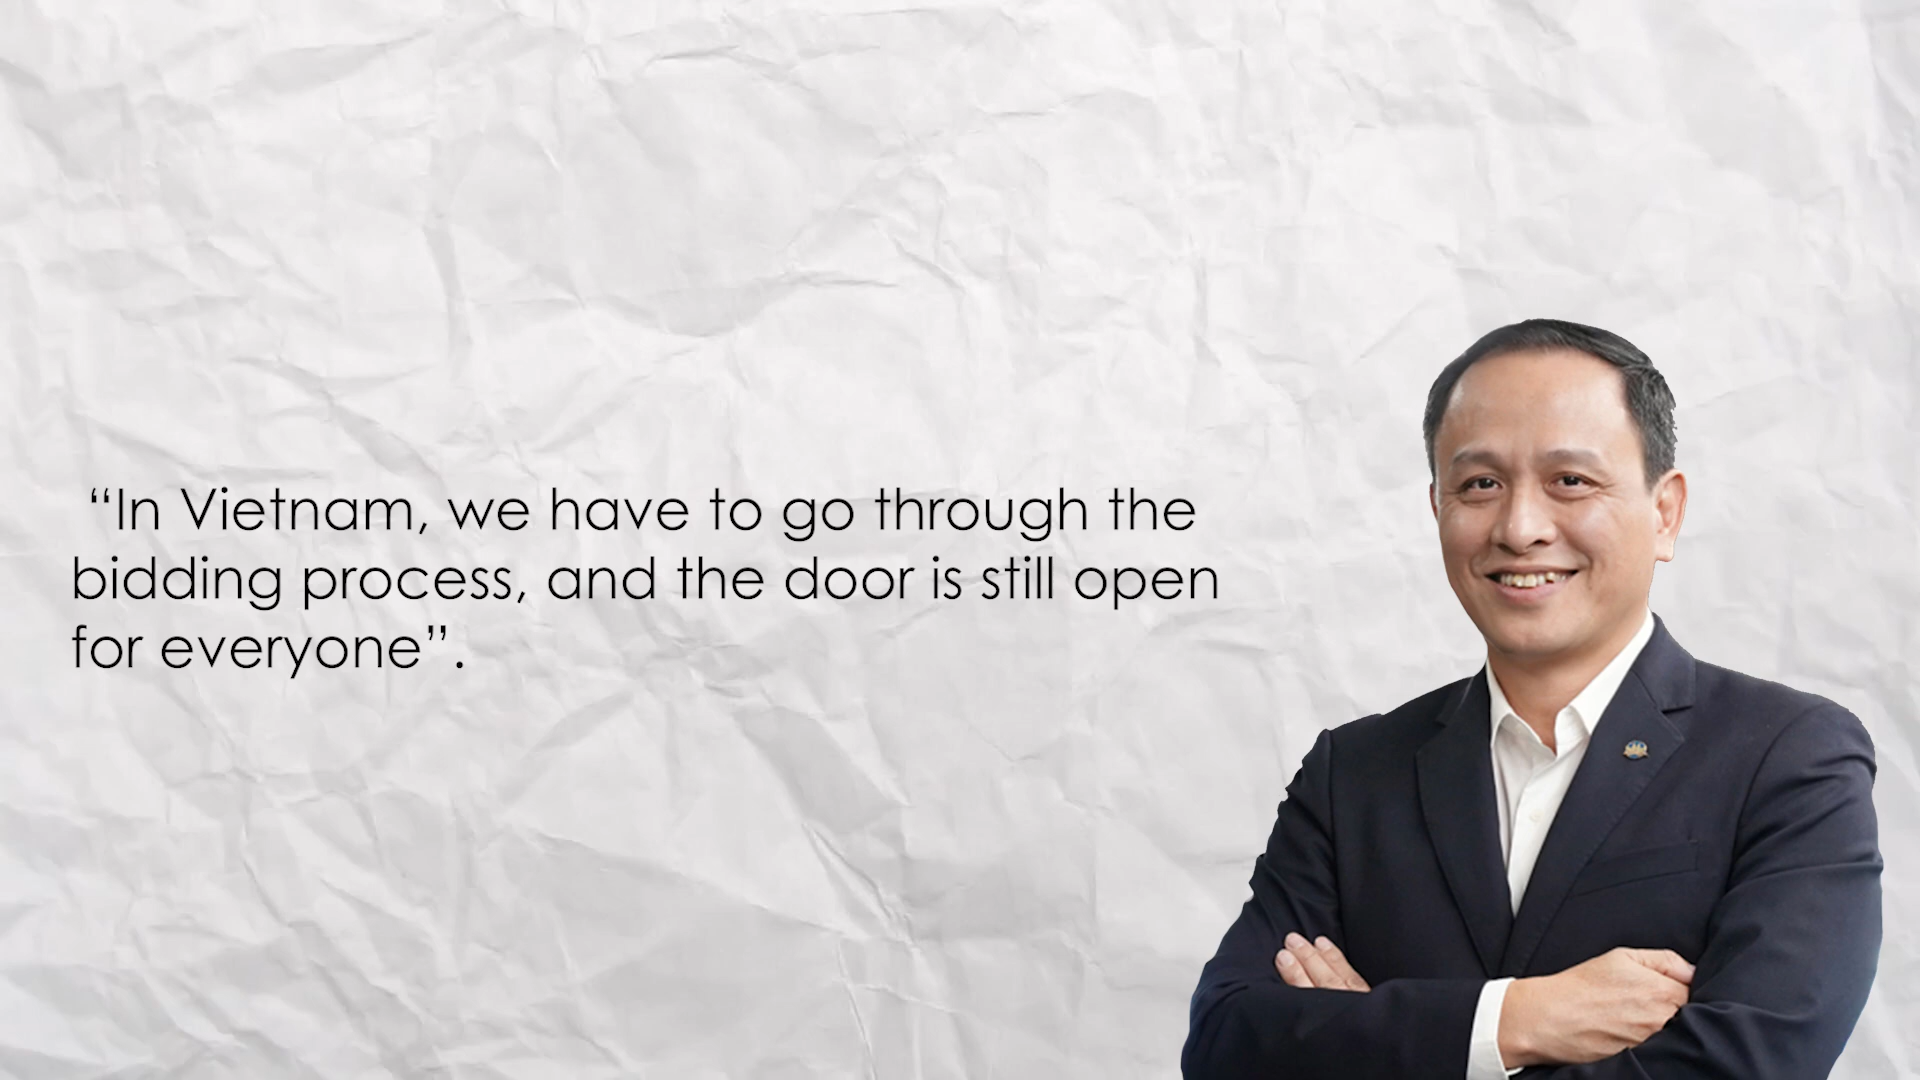 “In Vietnam, we have to go through the
bidding process, and the door is still open
for everyone”.